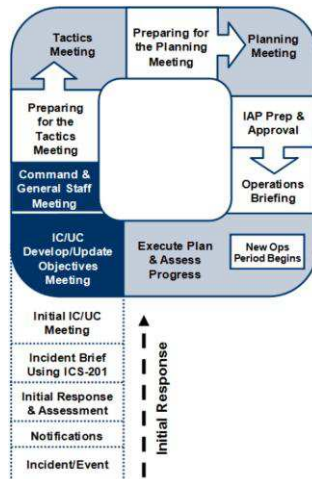 Tactics
Meeting
Preparing for
the Planning
Meeting
Planning
Meeting
Preparing
for the
Tactics
Meeting
IAP Prep &
Approval
Command &
General Staff
Meeting
Operations
Briefing
IC/UC
Develop/Update
Objectives
Meeting
Execute Plan
& Assess
Progress
New Ops
Period Begins
Initial IC/UC
Meeting
Incident Brief
Using ICS-201
Initial Response
& Assessment
Notifications
Incident/Event
Initial Response